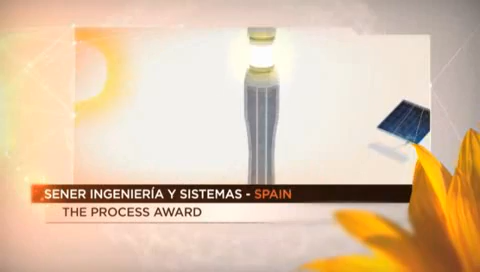 SENER INGENIERÍA Y SISTEMAS - SPAIN
THE PROCESS AWARD